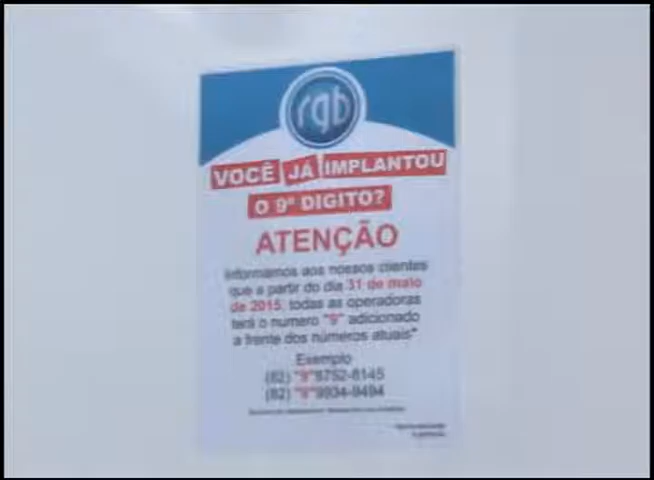 rgb
VOCÊ JÁ IMPLANTOU
O 9º DIGITO?
ATENÇÃO
Informamos aos nossos clientes
que a partir do dia 31 de maio
de 2015, todas as operadoras
terá o numero "9" adicionado
a frente dos números atuais"
Exemplo
(82) "9"8752-8145
(82) "9"9934-9494